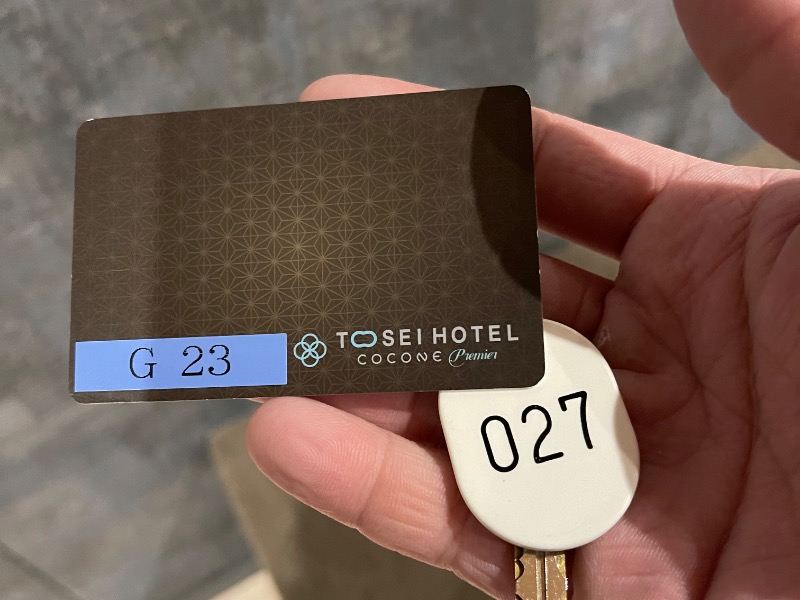 G 23
TOSEI HOTEL
COCONE Premier
027